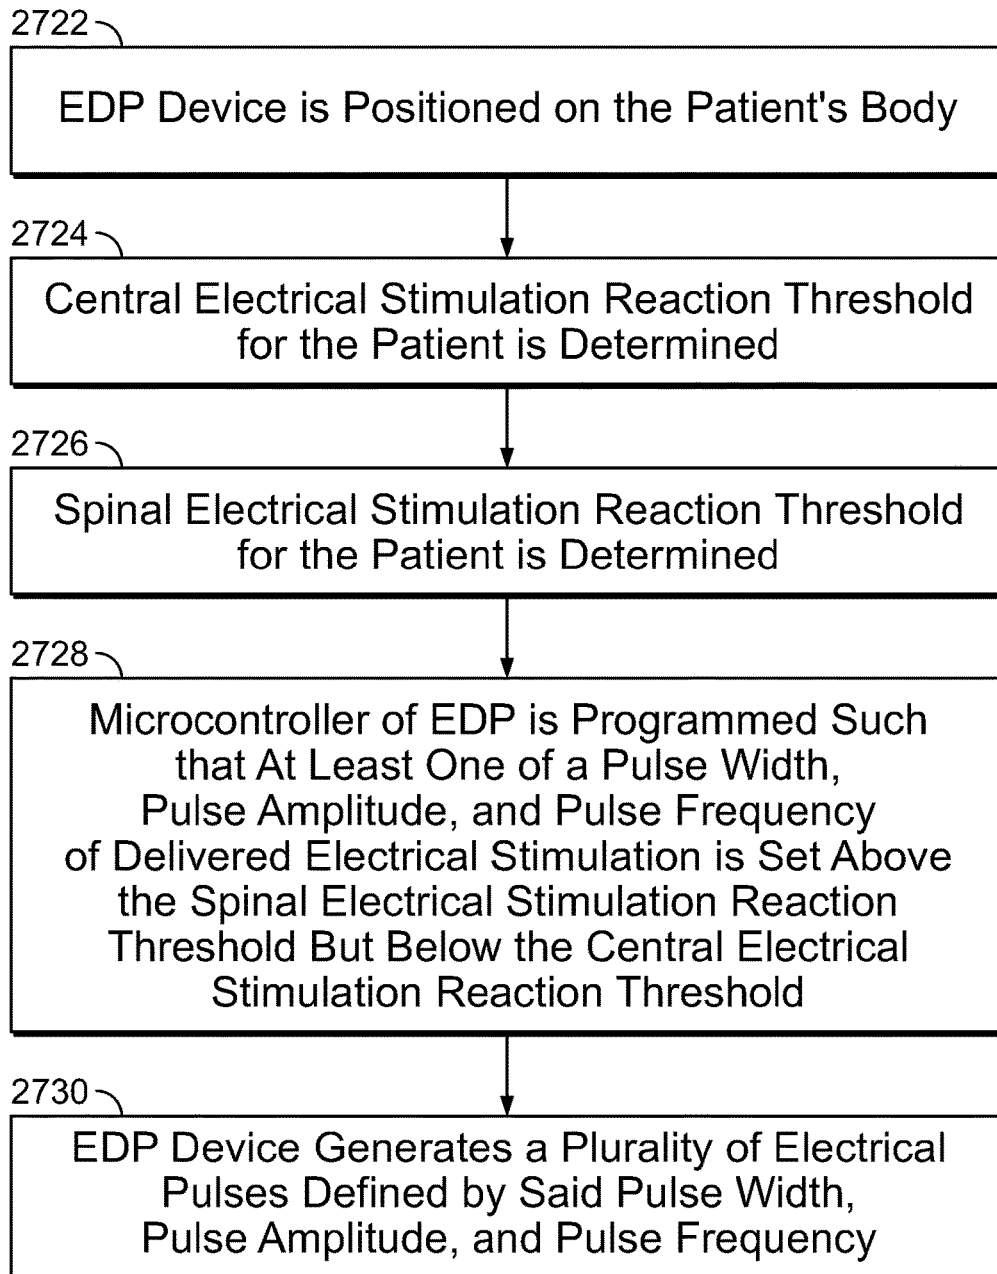 2722
EDP Device is Positioned on the Patient's Body
2724
Central Electrical Stimulation Reaction Threshold
for the Patient is Determined
2726
Spinal Electrical Stimulation Reaction Threshold
for the Patient is Determined
2728
Microcontroller of EDP is Programmed Such
that At Least One of a Pulse Width,
Pulse Amplitude, and Pulse Frequency
of Delivered Electrical Stimulation is Set Above
the Spinal Electrical Stimulation Reaction
Threshold But Below the Central Electrical
Stimulation Reaction Threshold
2730
EDP Device Generates a Plurality of Electrical
Pulses Defined by Said Pulse Width,
Pulse Amplitude, and Pulse Frequency